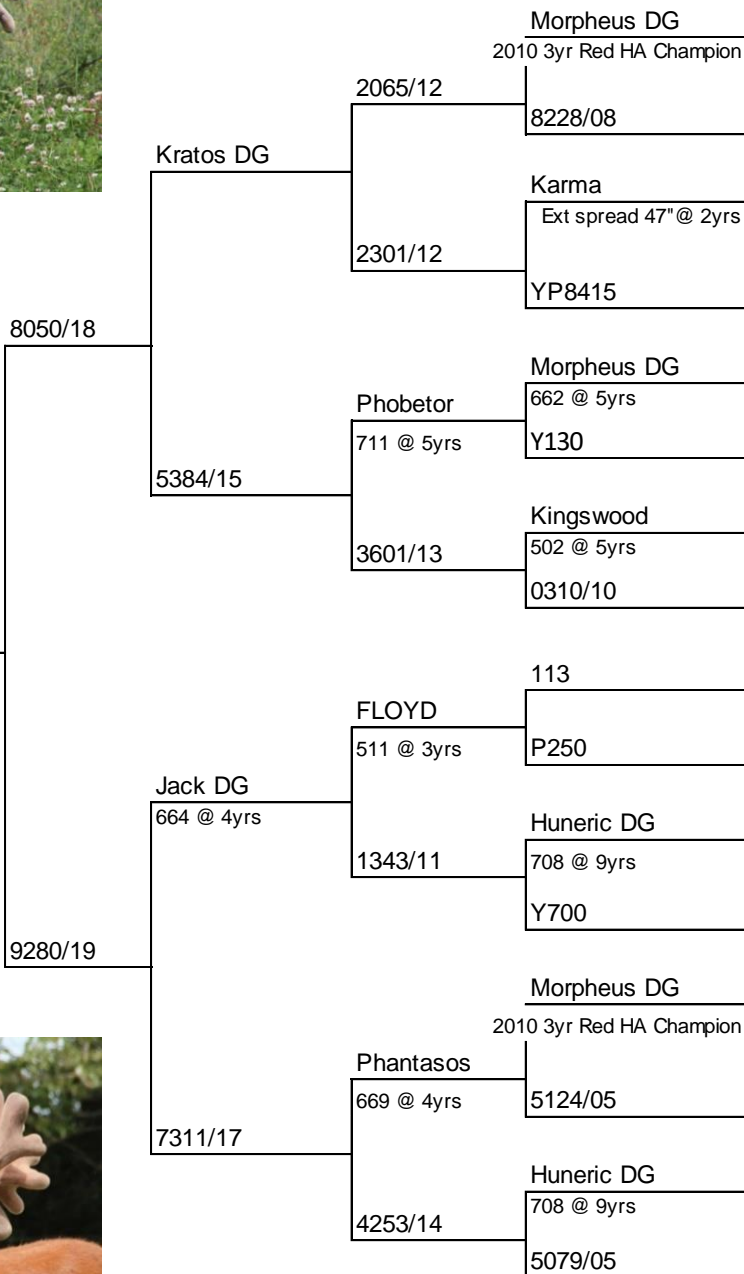 Morpheus DG
2010 3yr Red HA Champion
2065/12
8228/08
Kratos DG
Karma
Ext spread 47"@ 2yrs
2301/12
YP8415
8050/18
Morpheus DG
Phobetor
662 @ 5yrs
711 @ 5yrs
Y130
5384/15
Kingswood
502 @ 5yrs
3601/13
0310/10
113
FLOYD
511 @ 3yrs
P250
Jack DG
664 @ 4yrs
Huneric DG
708 @ 9yrs
1343/11
Y700
9280/19
Morpheus DG
2010 3yr Red HA Champion
Phantasos
669 @ 4yrs
5124/05
7311/17
Huneric DG
708 @ 9yrs
4253/14
5079/05